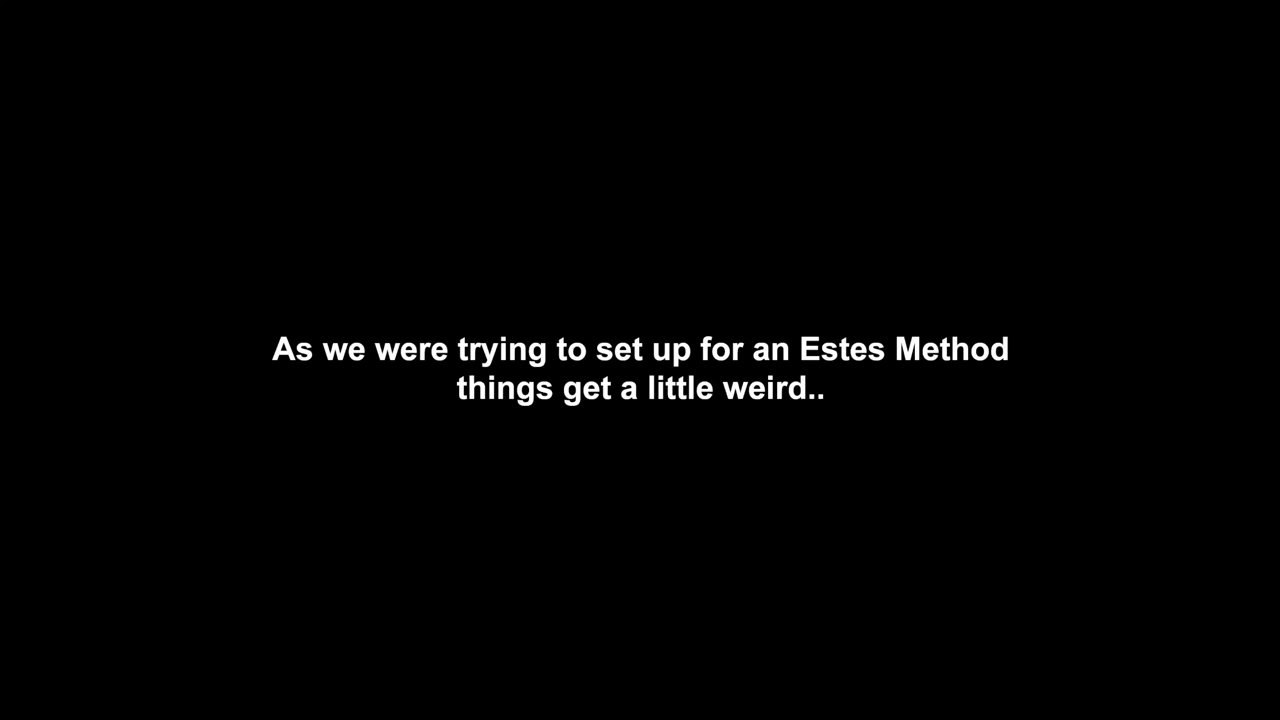 As we were trying to set up for an Estes Method
things get a little weird..